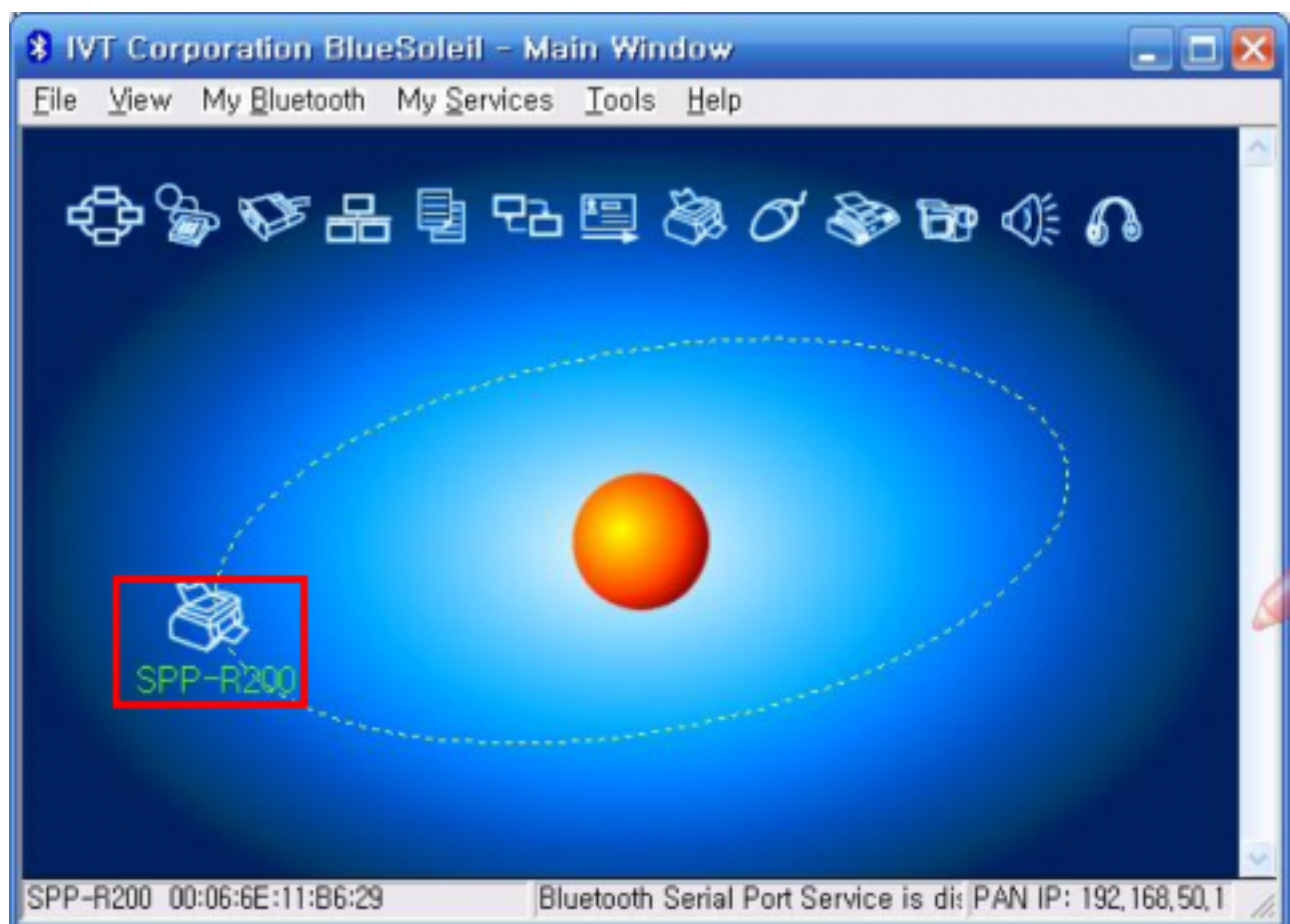 IVT Corporation BlueSoleil - Main Window
File View My Bluetooth My Services Tools Help
SPP-R200
SPP-R200 00:06:6E:11:B6:29 Bluetooth Serial Port Service is PAN IP: 192,168,50,1